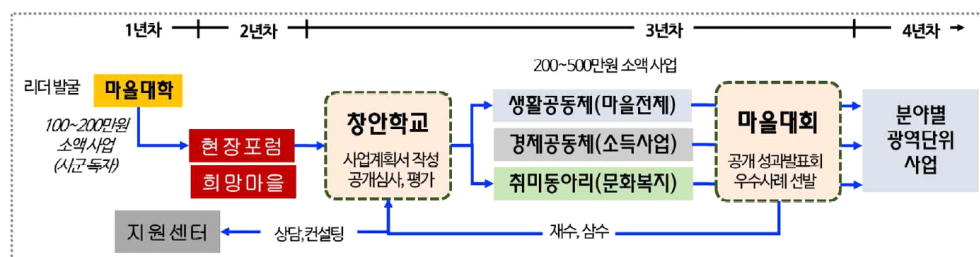 1년차
2년차
3년차
4년차
리더 발굴
마을대학
100~200만원
소액 사업
(시군 독자)
현장포럼
희망마을
지원센터
상담,컨설팅
창안학교
사업계획서 작성
공개심사, 평가
200~500만원 소액 사업
생활공동체(마을전체)
경제공동체(소득사업)
취미동아리(문화복지)
재수, 삼수
마을대회
공개 성과발표회
우수사례 선발
분야별
광역단위
사업